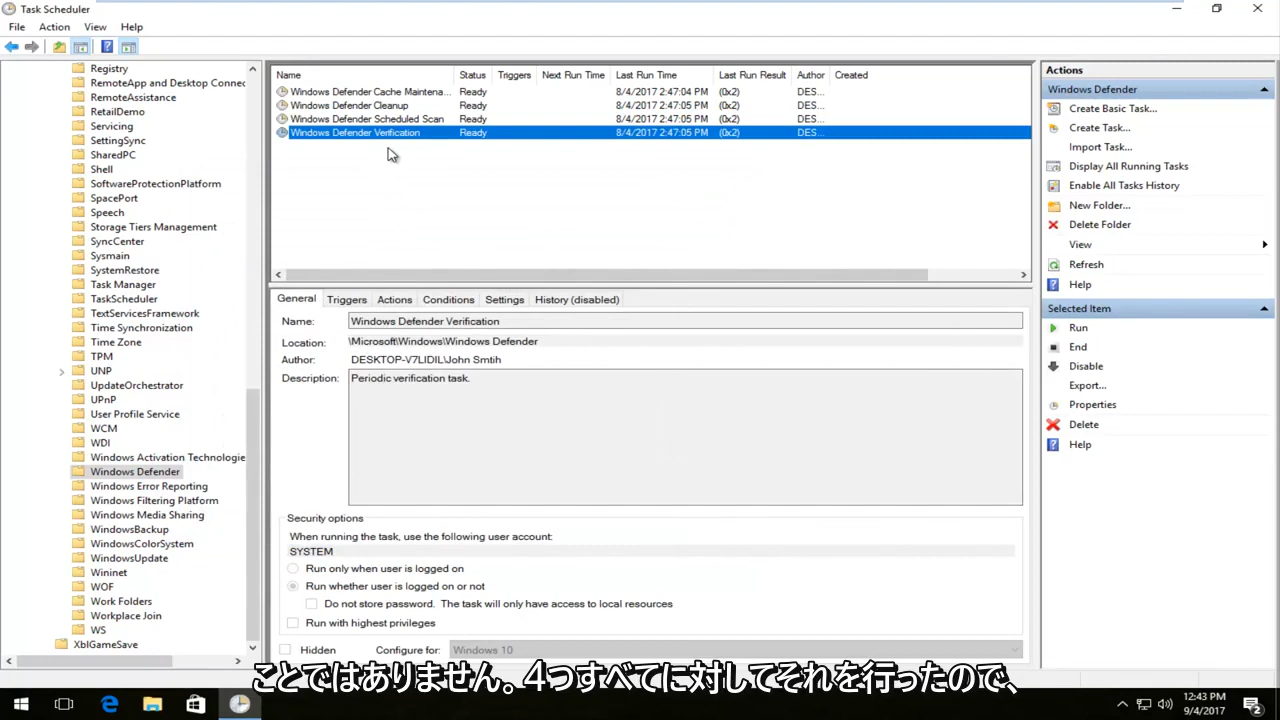 Task Scheduler
File Action View Help
Registry
RemoteApp and Desktop Connec
RemoteAssistance
RetailDemo
Servicing
SettingSync
SharedPC
Shell
SoftwareProtectionPlatform
SpacePort
Speech
Storage Tiers Management
SyncCenter
Sysmain
SystemRestore
Task Manager
TaskScheduler
TextServicesFramework
Time Synchronization
Time Zone
TPM
UNP
UpdateOrchestrator
UPnP
User Profile Service
WCM
WDI
Windows Activation Technologie
Windows Defender
Windows Error Reporting
Windows Filtering Platform
Windows Media Sharing
WindowsBackup
WindowsColorSystem
WindowsUpdate
Wininet
WOF
Work Folders
Workplace Join
WS
XblGameSave
Name Status Triggers Next Run Time Last Run Time Last Run Result Author Created
Windows Defender Cache Maintena... Ready 8/4/2017 2:47:04 PM (0x2) DES...
Windows Defender Cleanup Ready 8/4/2017 2:47:05 PM (0x2) DES...
Windows Defender Scheduled Scan Ready 8/4/2017 2:47:05 PM (0x2) DES...
Windows Defender Verification Ready 8/4/2017 2:47:05 PM (0x2) DES...
General Triggers Actions Conditions Settings History (disabled)
Name: Windows Defender Verification
Location: \Microsoft\Windows\Windows Defender
Author: DESKTOP-V7LIDIL\John Smtih
Description: Periodic verification task.
Security options
When running the task, use the following user account:
SYSTEM
Run only when user is logged on
Run whether user is logged on or not
Do not store password. The task will only have access to local resources
Run with highest privileges
Hidden Configure for: Windows 10
Actions
Windows Defender
Create Basic Task...
Create Task...
Import Task...
Display All Running Tasks
Enable All Tasks History
New Folder...
Delete Folder
View
Refresh
Help
Selected Item
Run
End
Disable
Export...
Properties
Delete
Help
ことではありません。4つすべてに対してそれを行ったので、
12:43 PM
9/4/2017
2